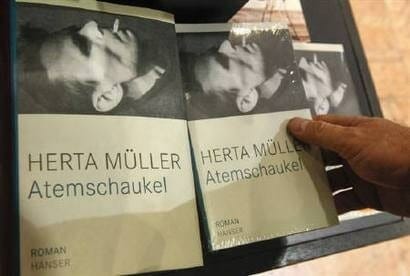 HERTA MÜLLER
Atemschaukel
ROMAN
HANSER
HERTA MÜLLER
Atemschaukel
ROMAN
HANSER